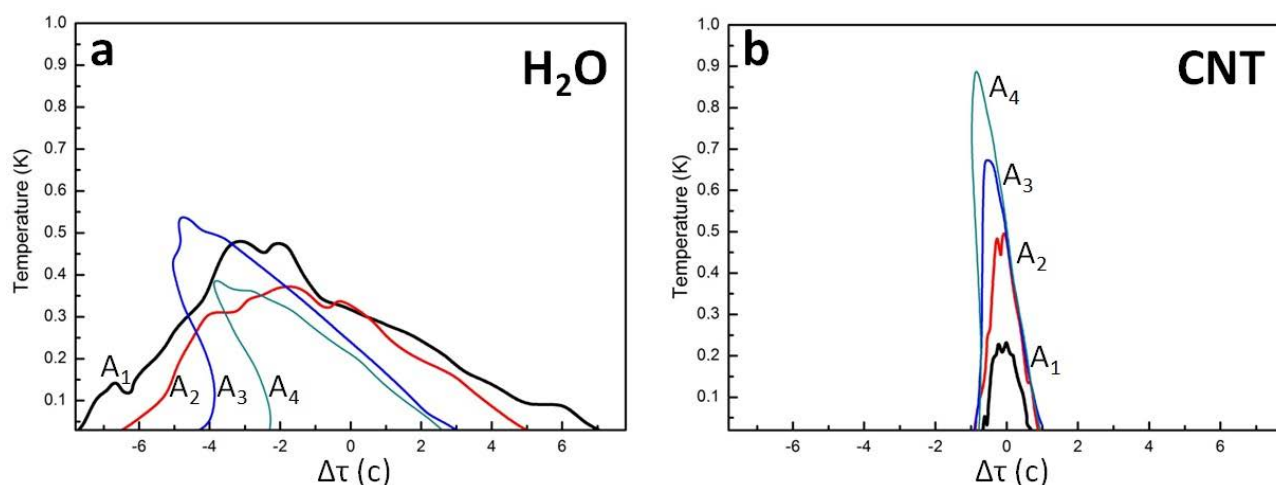 a
H₂O
1.0
0.9
0.8
0.7
0.6
0.5
0.4
0.3
0.2
0.1
Temperature (K)
A₁
A₂
A₃
A₄
-6
-4
-2
0
2
4
6
Δτ (c)
b
CNT
1.0
0.9
0.8
0.7
0.6
0.5
0.4
0.3
0.2
0.1
Temperature (K)
A₄
A₃
A₂
A₁
-6
-4
-2
0
2
4
6
Δτ (c)